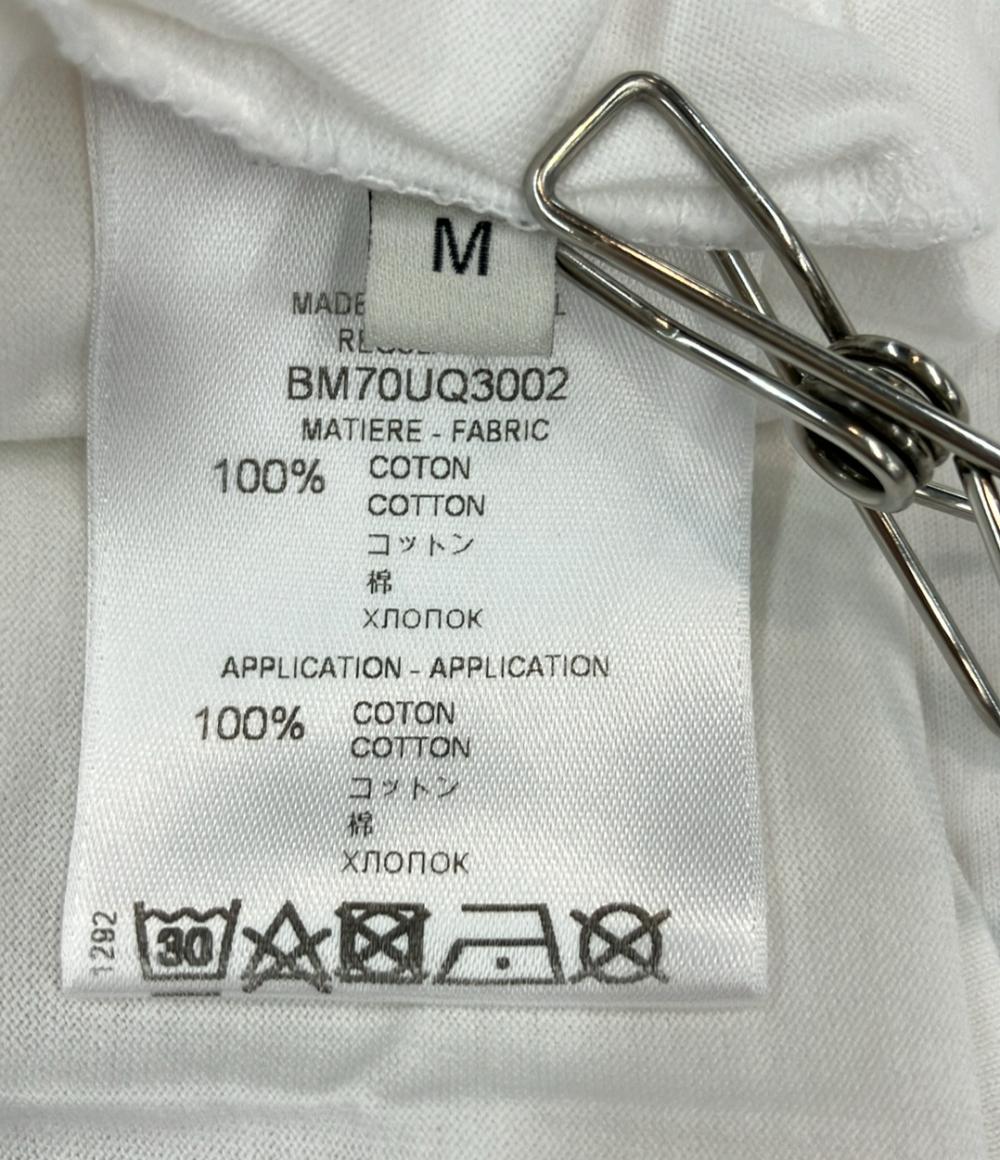 M
MADE
BM70UQ3002
MATIERE - FABRIC
100% COTON
COTTON
コットン
棉
ХЛОПОК
APPLICATION - APPLICATION
100% COTON
COTTON
コットン
棉
ХЛОПОК
1292
30